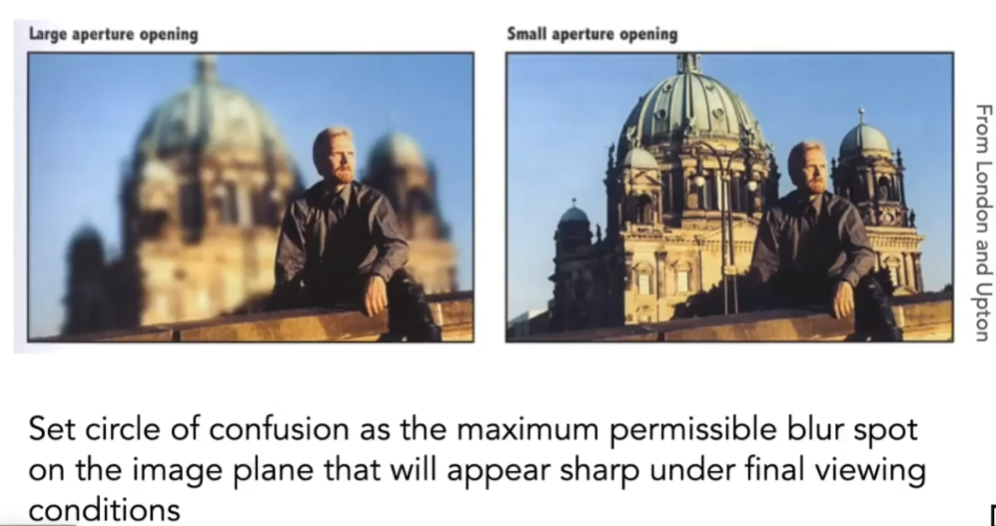 Large aperture opening
Small aperture opening
From London and Upton
Set circle of confusion as the maximum permissible blur spot
on the image plane that will appear sharp under final viewing
conditions